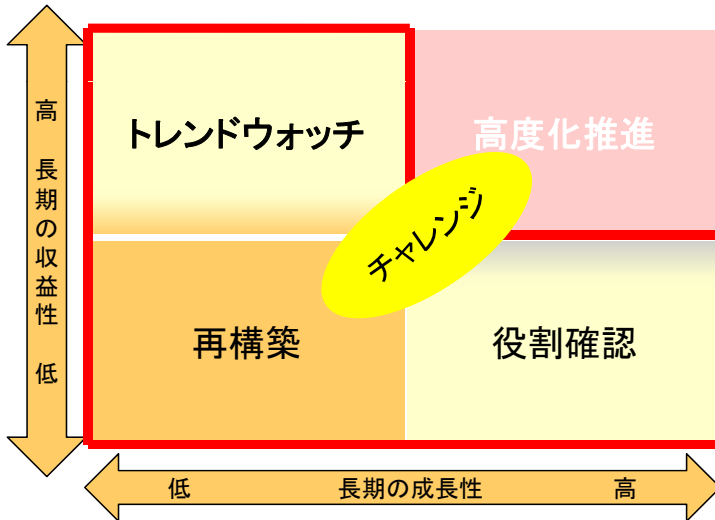 高 長期の収益性 低
トレンドウォッチ
高度化推進
チャレンジ
再構築
役割確認
低 長期の成長性 高